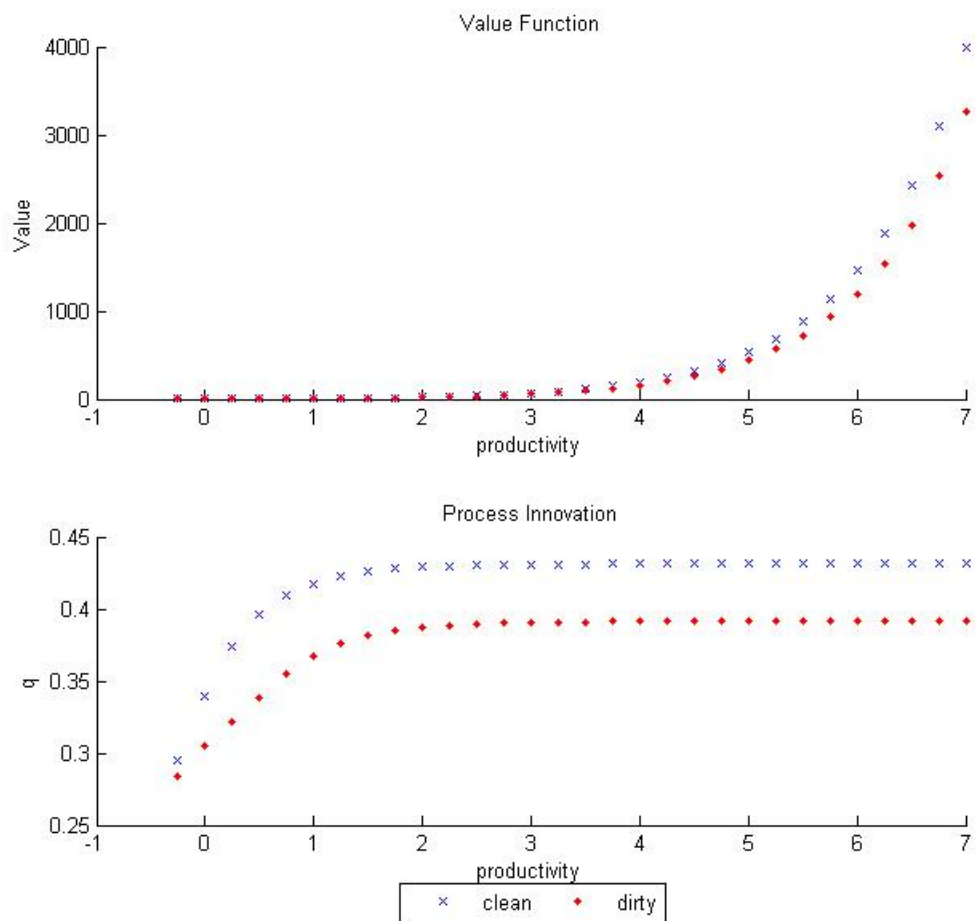 Value Function
4000
3000
2000
1000
0
Value
-1 0 1 2 3 4 5 6 7
productivity
Process Innovation
0.45
0.4
0.35
0.3
0.25
q
-1 0 1 2 3 4 5 6 7
productivity
clean dirty